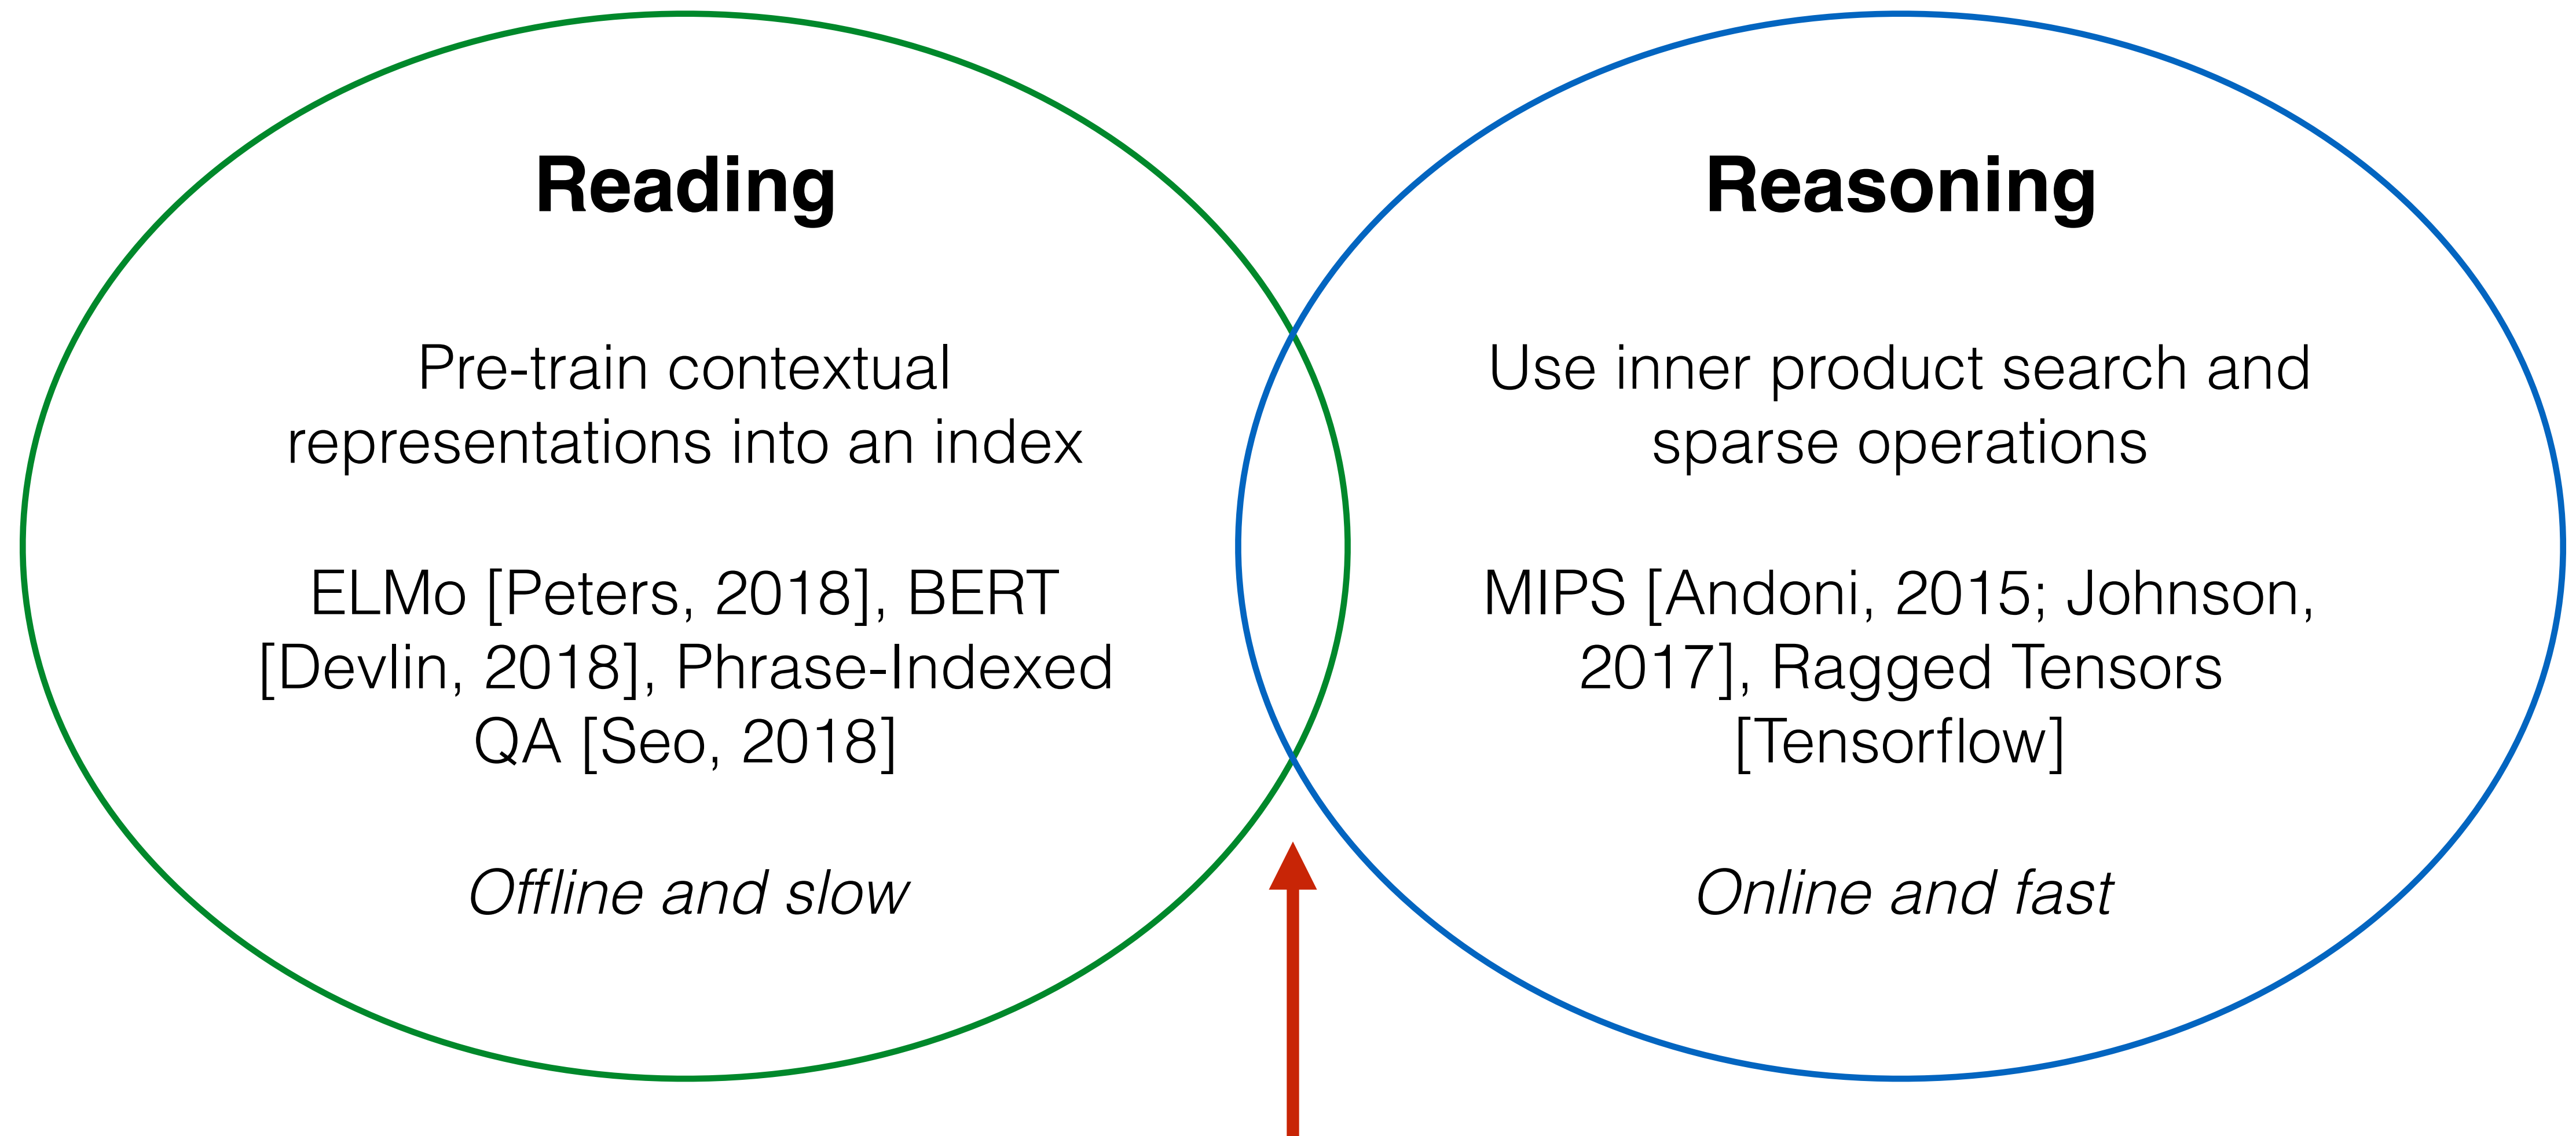 Reading
Pre-train contextual
representations into an index
ELMo [Peters, 2018], BERT
[Devlin, 2018], Phrase-Indexed
QA [Seo, 2018]
Offline and slow
Reasoning
Use inner product search and
sparse operations
MIPS [Andoni, 2015; Johnson,
2017], Ragged Tensors
[Tensorflow]
Online and fast